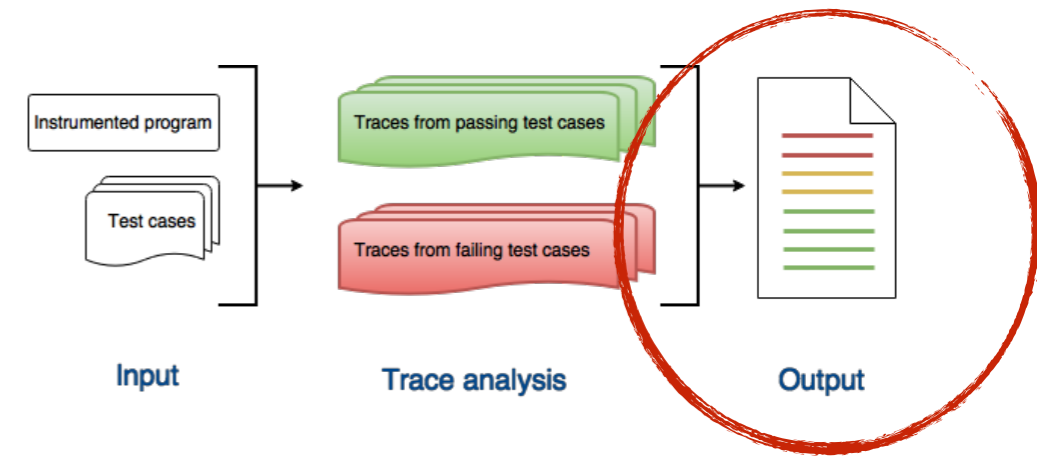 Instrumented program
Test cases
Traces from passing test cases
Traces from failing test cases
Input
Trace analysis
Output